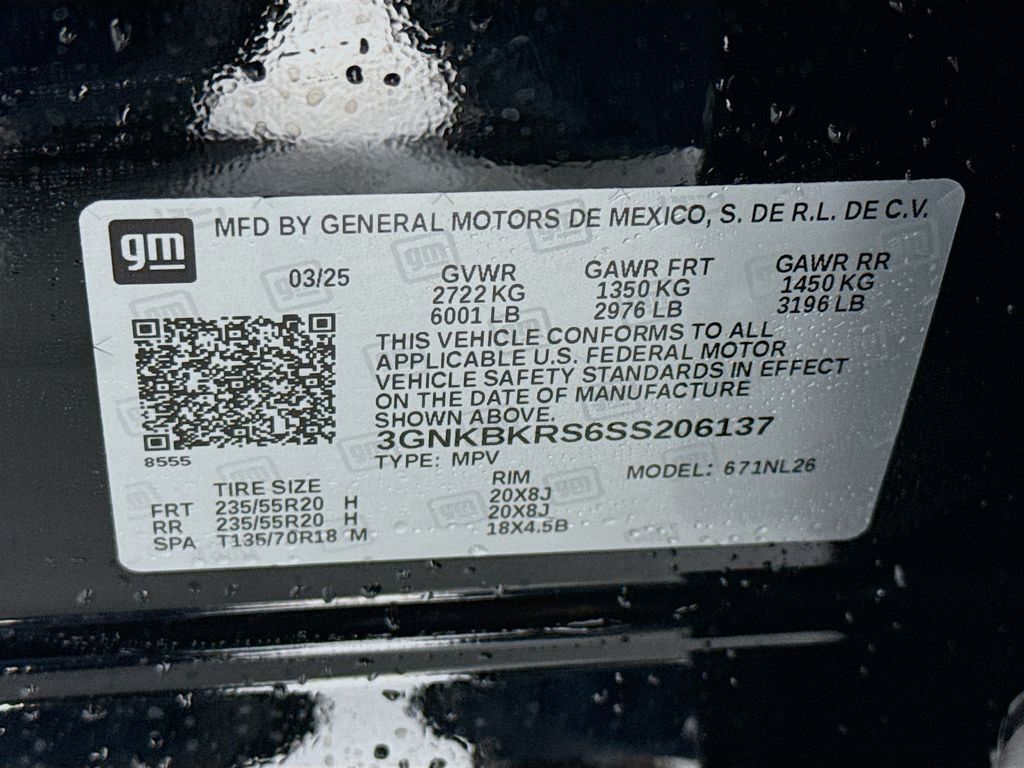 gm MFD BY GENERAL MOTORS DE MEXICO, S. DE R.L. DE C.V.
03/25 GVWR GAWR FRT GAWR RR
2722 KG 1350 KG 1450 KG
6001 LB 2976 LB 3196 LB
THIS VEHICLE CONFORMS TO ALL
APPLICABLE U.S. FEDERAL MOTOR
VEHICLE SAFETY STANDARDS IN EFFECT
ON THE DATE OF MANUFACTURE
SHOWN ABOVE.
3GNKBKRS6SS206137
8555 TYPE: MPV MODEL: 671NL26
TIRE SIZE RIM
FRT 235/55R20 H 20X8J
RR 235/55R20 H 20X8J
SPA T135/70R18 M 18X4.5B